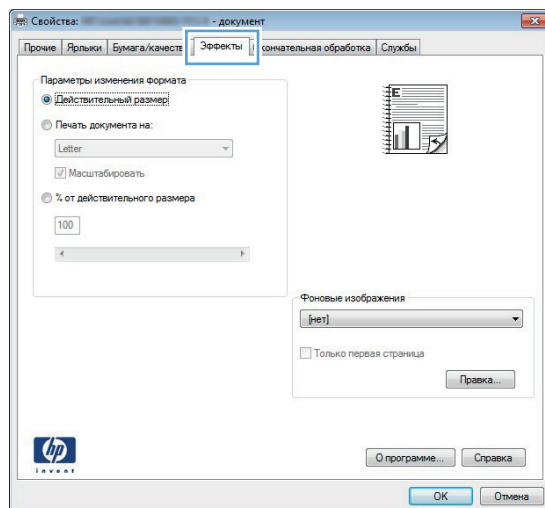 Свойства: - документ
Прочие Ярлыки Бумага/качеств Эффекты кончательная обработка Службы
Параметры изменения формата
Действительный размер
Печать документа на:
Letter
Масштабировать
% от действительного размера
100
E
Фоновые изображения
[нет]
Только первая страница
Правка...
hp
invent
О программе... Справка
OK Отмена